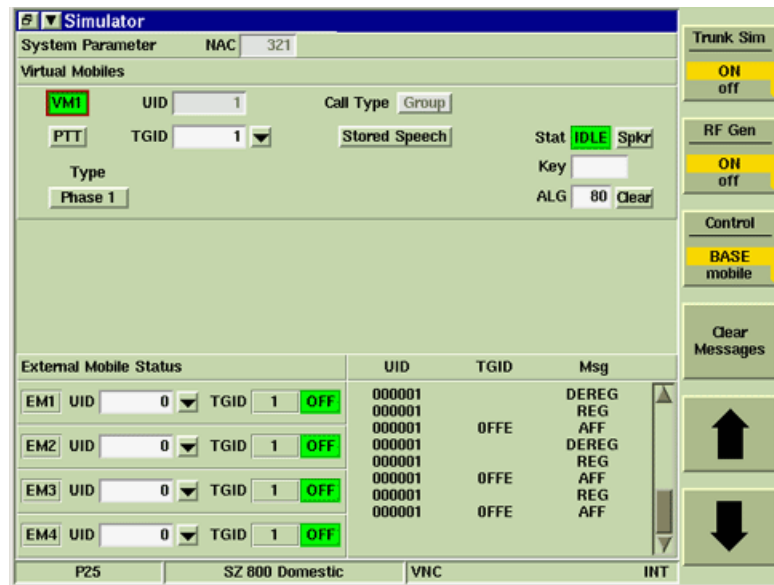 Simulator
System Parameter NAC 321
Virtual Mobiles
VM1 UID 1 Call Type Group
PTT TGID 1 Stored Speech Stat IDLE Spkr
Type Key
Phase 1 ALG 80 Clear
External Mobile Status UID TGID Msg
EM1 UID 0 TGID 1 OFF
EM2 UID 0 TGID 1 OFF
EM3 UID 0 TGID 1 OFF
EM4 UID 0 TGID 1 OFF
000001 DEREG
000001 REG
000001 0FFE AFF
000001 DEREG
000001 REG
000001 0FFE AFF
000001 REG
000001 0FFE AFF
P25 SZ 800 Domestic VNC INT
Trunk Sim
ON
off
RF Gen
ON
off
Control
BASE
mobile
Clear
Messages